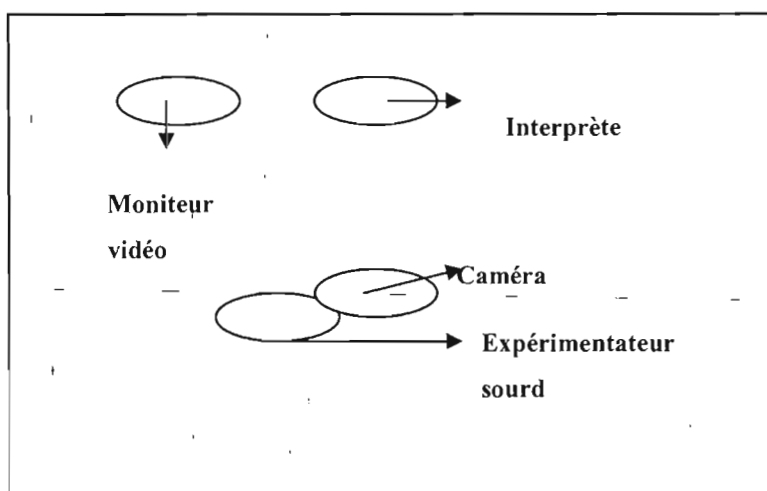 Interprète
Moniteur
vidéo
Caméra
Expérimentateur
sourd